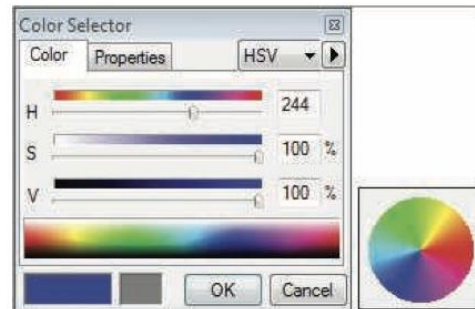 Color Selector
Color Properties HSV
H 244
S 100 %
V 100 %
OK Cancel